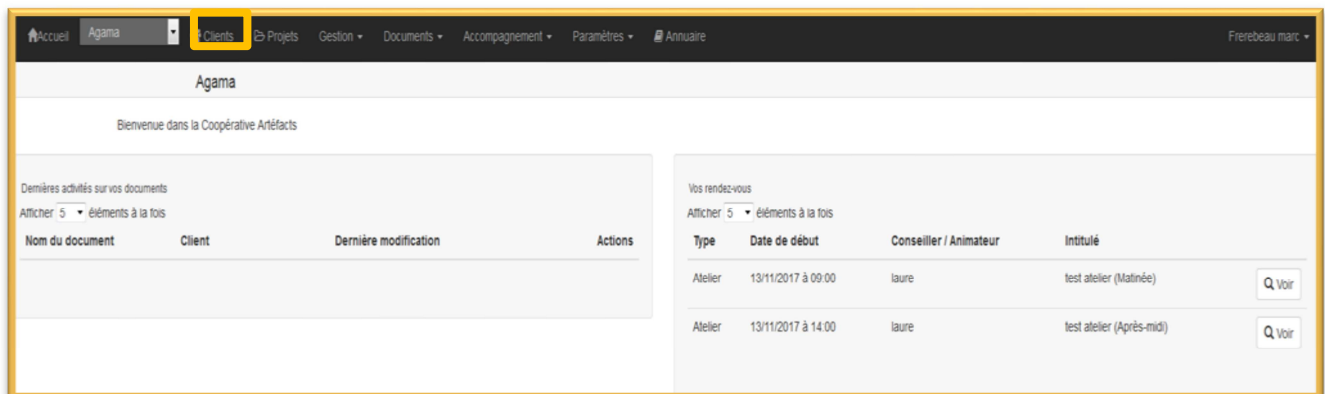 Accueil Agama Clients Projets Gestion Documents Accompagnement Paramètres Annuaire Frerebeau marc
Agama
Bienvenue dans la Coopérative Artéfacts
Dernières activités sur vos documents
Afficher 5 éléments à la fois
Nom du document Client Dernière modification Actions
Vos rendez-vous
Afficher 5 éléments à la fois
Type Date de début Conseiller / Animateur Intitulé
Atelier 13/11/2017 à 09:00 laure test atelier (Matinée) Voir
Atelier 13/11/2017 à 14:00 laure test atelier (Après-midi) Voir